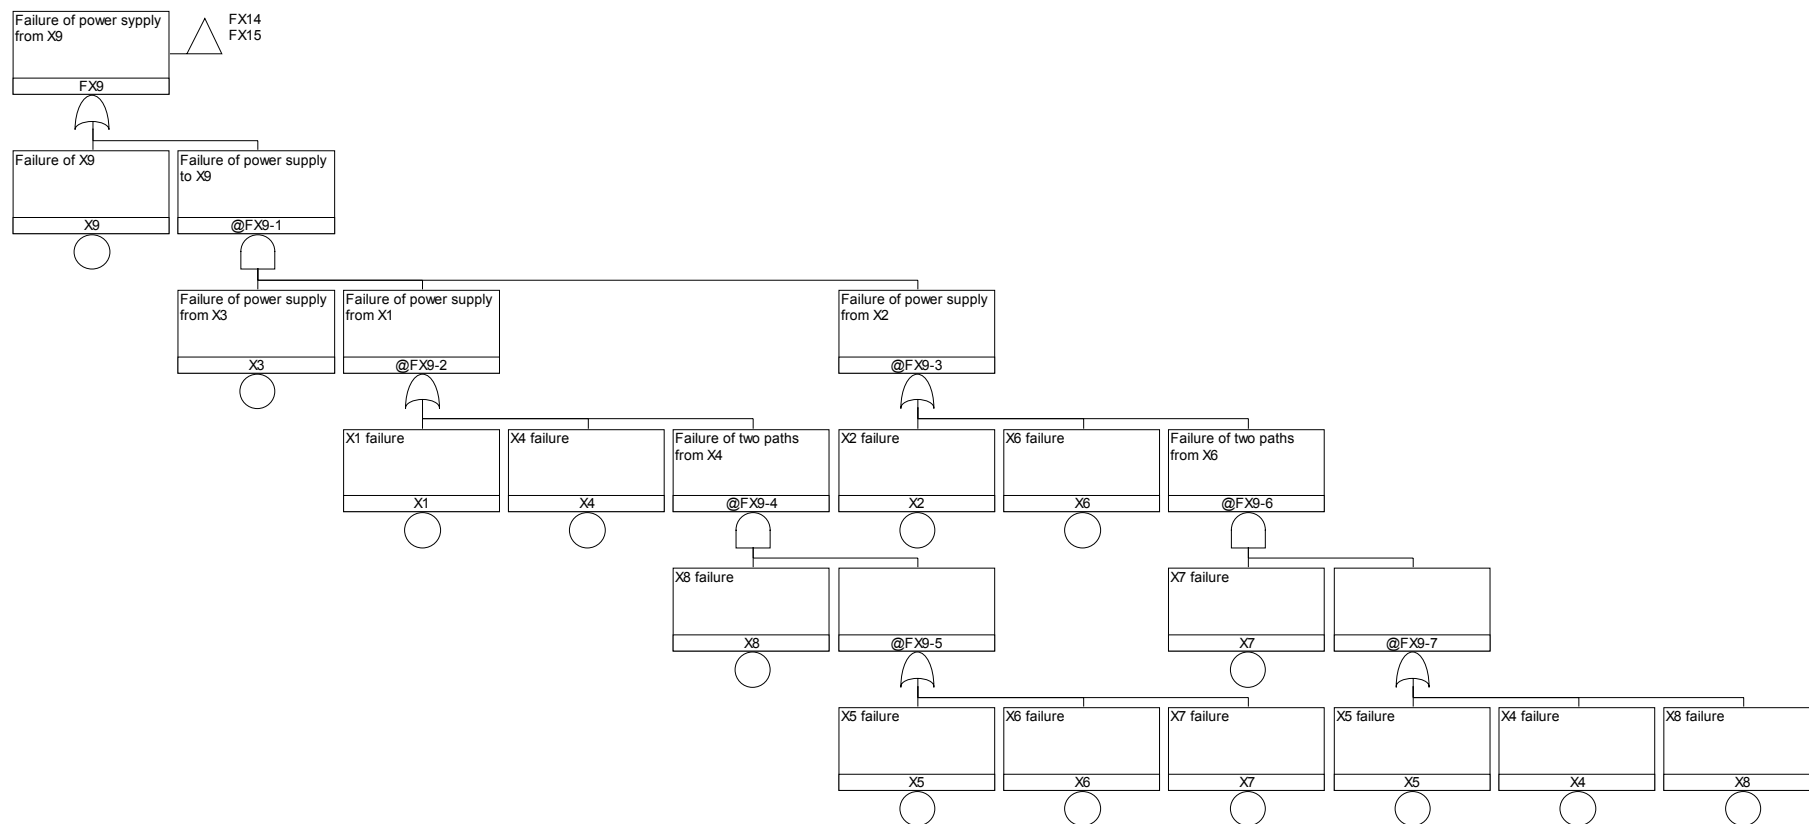 Failure of power sypply
from X9
FX14
FX15
FX9
Failure of X9
Failure of power supply
to X9
X9
@FX9-1
Failure of power supply
from X3
Failure of power supply
from X1
Failure of power supply
from X2
X3
@FX9-2
@FX9-3
X1 failure
X4 failure
Failure of two paths
from X4
X2 failure
X6 failure
Failure of two paths
from X6
X1
X4
@FX9-4
X2
X6
@FX9-6
X8 failure
X7 failure
X8
@FX9-5
X7
@FX9-7
X5 failure
X6 failure
X7 failure
X5 failure
X4 failure
X8 failure
X5
X6
X7
X5
X4
X8